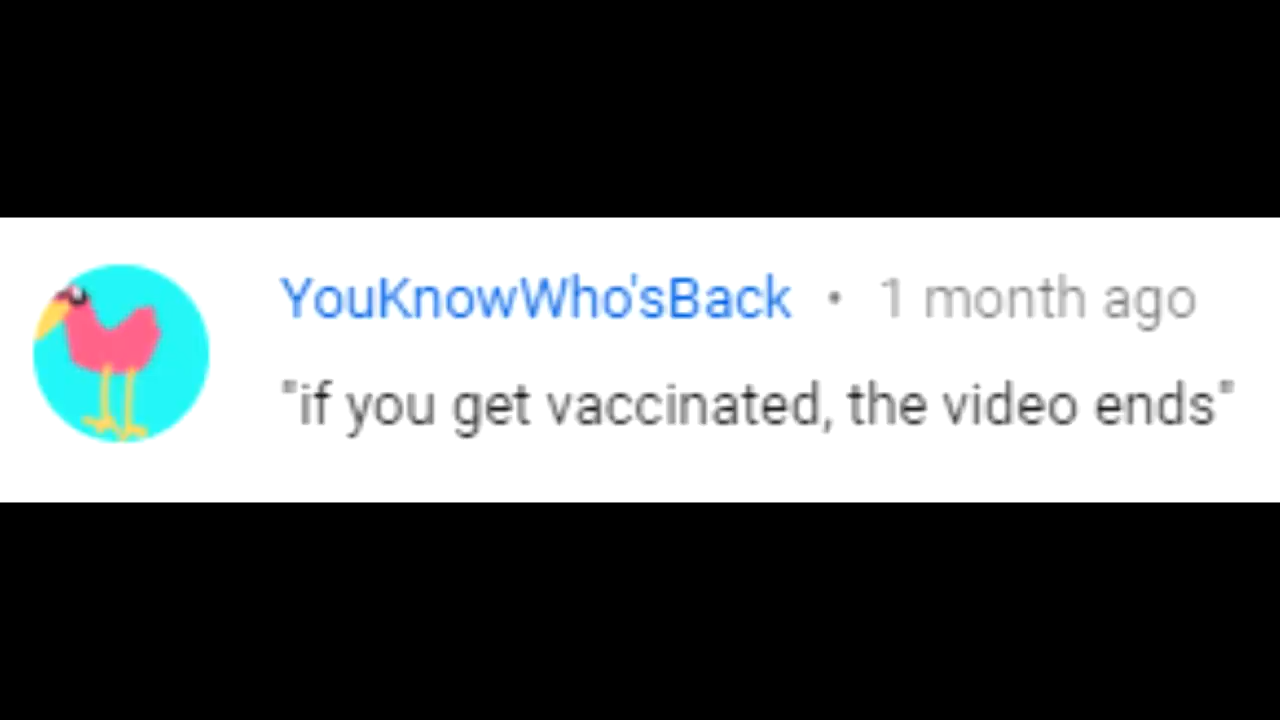 YouKnowWho'sBack • 1 month ago
"if you get vaccinated, the video ends"